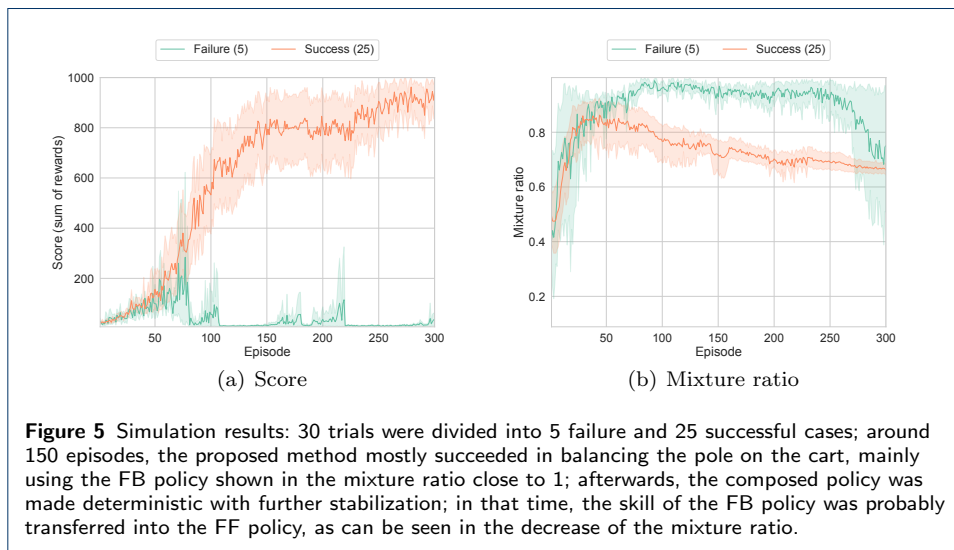 Failure (5) Success (25)
1000
800
600
400
200
Score (sum of rewards)
50 100 150 200 250 300
Episode
(a) Score
Failure (5) Success (25)
0.8
0.6
0.4
0.2
Mixture ratio
50 100 150 200 250 300
Episode
(b) Mixture ratio
Figure 5 Simulation results: 30 trials were divided into 5 failure and 25 successful cases; around
150 episodes, the proposed method mostly succeeded in balancing the pole on the cart, mainly
using the FB policy shown in the mixture ratio close to 1; afterwards, the composed policy was
made deterministic with further stabilization; in that time, the skill of the FB policy was probably
transferred into the FF policy, as can be seen in the decrease of the mixture ratio.